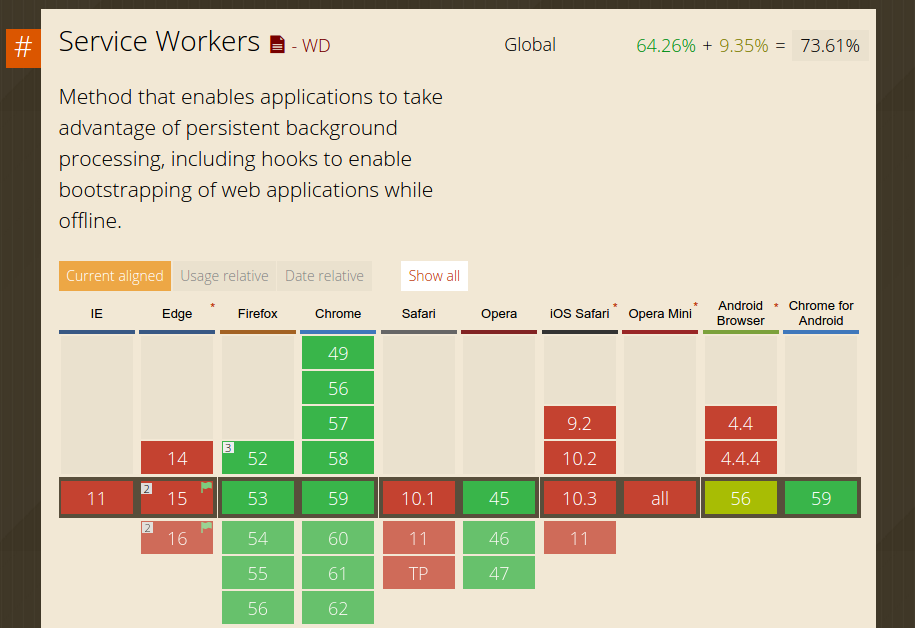 #
Service Workers - WD
Global
64.26% + 9.35% = 73.61%
Method that enables applications to take
advantage of persistent background
processing, including hooks to enable
bootstrapping of web applications while
offline.
Current aligned Usage relative Date relative Show all
IE Edge * Firefox Chrome Safari Opera iOS Safari * Opera Mini * Android Browser * Chrome for Android
49
56
57 9.2 4.4
14 3 52 58 10.2 4.4.4
11 2 15 53 59 10.1 45 10.3 all 56 59
2 16 54 60 11 46 11
55 61 TP 47
56 62